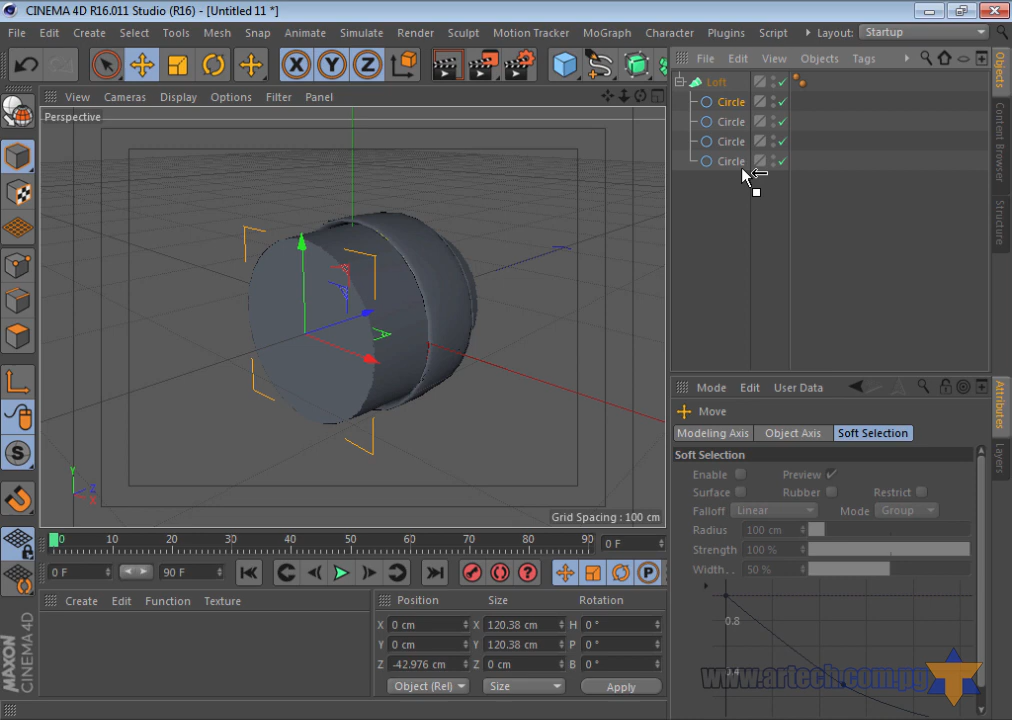 CINEMA 4D R16.011 Studio (R16) - [Untitled 11 *]
File Edit Create Select Tools Mesh Snap Animate Simulate Render Sculpt Motion Tracker MoGraph Character Plugins Script Layout: Startup
X Y Z
File Edit View Objects Tags
View Cameras Display Options Filter Panel
Perspective
Loft
Circle
Circle
Circle
Circle
Objects
Content Browser
Structure
Y
Z
X
Grid Spacing : 100 cm
Mode Edit User Data
Move
Modeling Axis Object Axis Soft Selection
Soft Selection
Enable Preview
Surface Rubber Restrict
Falloff Linear Mode Group
Radius 100 cm
Strength 100 %
Width. . 50 %
0.8
0.4
Attributes
Layers
0 10 20 30 40 50 60 70 80 90 0 F
0 F 90 F
P
Create Edit Function Texture
Position Size Rotation
X 0 cm X 120.38 cm H 0 °
Y 0 cm Y 120.38 cm P 0 °
Z -42.976 cm Z 0 cm B 0 °
Object (Rel) Size Apply
MAXON
CINEMA 4D
www.artech.com.pg